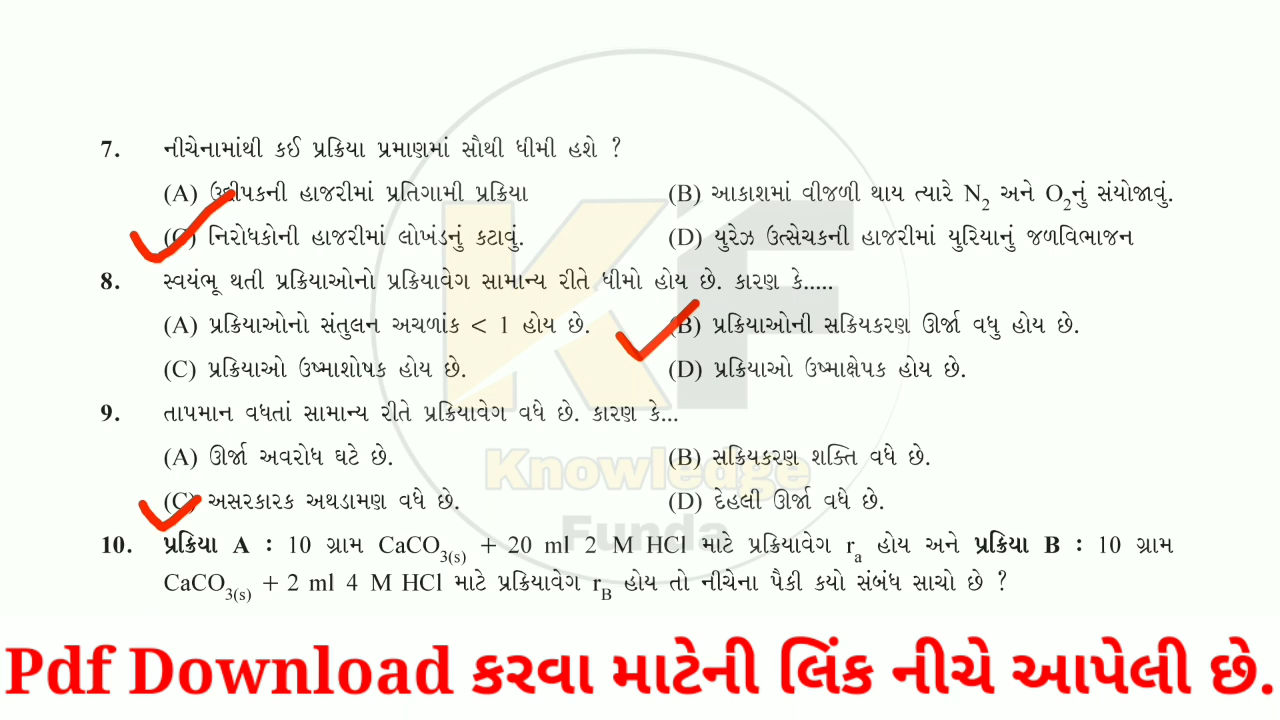 7. નીચેનામાંથી કઈ પ્રક્રિયા પ્રમાણમાં સૌથી ધીમી હશે ?
(A) ઉદ્દીપકની હાજરીમાં પ્રતિગામી પ્રક્રિયા (B) આકાશમાં વીજળી થાય ત્યારે N₂ અને O₂નું સંયોજાવું.
(C) નિરોધકોની હાજરીમાં લોખંડનું કટાવું. (D) યુરેઝ ઉત્સેચકની હાજરીમાં યુરિયાનું જળવિભાજન
8. સ્વયંભૂ થતી પ્રક્રિયાઓનો પ્રક્રિયાવેગ સામાન્ય રીતે ધીમો હોય છે. કારણ કે.....
(A) પ્રક્રિયાઓનો સંતુલન અચળાંક < 1 હોય છે. (B) પ્રક્રિયાઓની સક્રિયકરણ ઊર્જા વધુ હોય છે.
(C) પ્રક્રિયાઓ ઉષ્માશોષક હોય છે. (D) પ્રક્રિયાઓ ઉષ્માક્ષેપક હોય છે.
9. તાપમાન વધતાં સામાન્ય રીતે પ્રક્રિયાવેગ વધે છે. કારણ કે...
(A) ઊર્જા અવરોધ ઘટે છે. (B) સક્રિયકરણ શક્તિ વધે છે.
(C) અસરકારક અથડામણ વધે છે. (D) દેહલી ઊર્જા વધે છે.
10. પ્રક્રિયા A : 10 ગ્રામ CaCO₃₍ₛ₎ + 20 ml 2 M HCl માટે પ્રક્રિયાવેગ rₐ હોય અને પ્રક્રિયા B : 10 ગ્રામ
CaCO₃₍ₛ₎ + 2 ml 4 M HCl માટે પ્રક્રિયાવેગ r_B હોય તો નીચેના પૈકી કયો સંબંધ સાચો છે ?
KF
Knowledge
Funda
Pdf Download કરવા માટેની લિંક નીચે આપેલી છે.